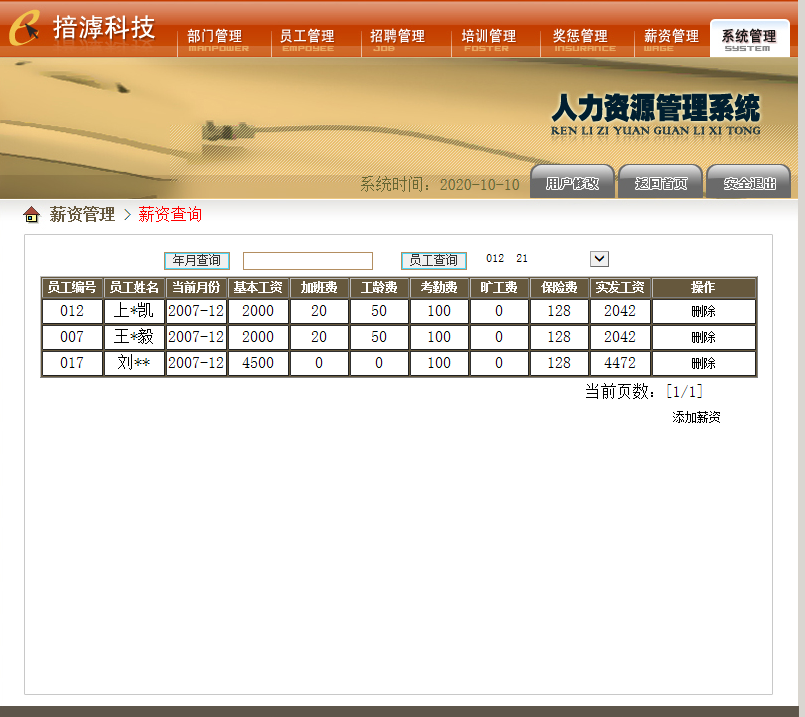 掊滹科技
部门管理 员工管理 招聘管理 培训管理 奖惩管理 薪资管理 系统管理
MANPOWER EMPOYEE JOB FOSTER INSURANCE WAGE SYSTEM
人力资源管理系统
REN LI ZI YUAN GUAN LI XI TONG
系统时间：2020-10-10 用户修改 返回首页 安全退出
薪资管理 > 薪资查询
年月查询 员工查询 012 21
员工编号 员工姓名 当前月份 基本工资 加班费 工龄费 考勤费 旷工费 保险费 实发工资 操作
012 上*凯 2007-12 2000 20 50 100 0 128 2042 删除
007 王*毅 2007-12 2000 20 50 100 0 128 2042 删除
017 刘** 2007-12 4500 0 0 100 0 128 4472 删除
当前页数：[1/1]
添加薪资